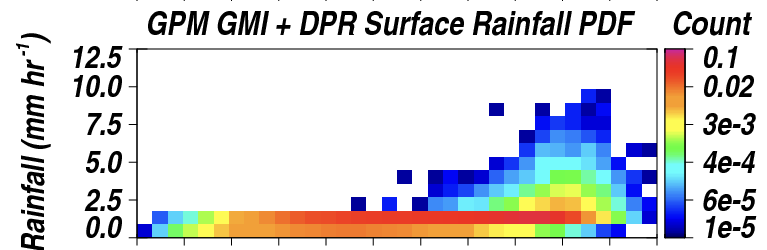 GPM GMI + DPR Surface Rainfall PDF
Count
Rainfall (mm hr⁻¹)
12.5
10.0
7.5
5.0
2.5
0.0
0.1
0.02
3e-3
4e-4
6e-5
1e-5